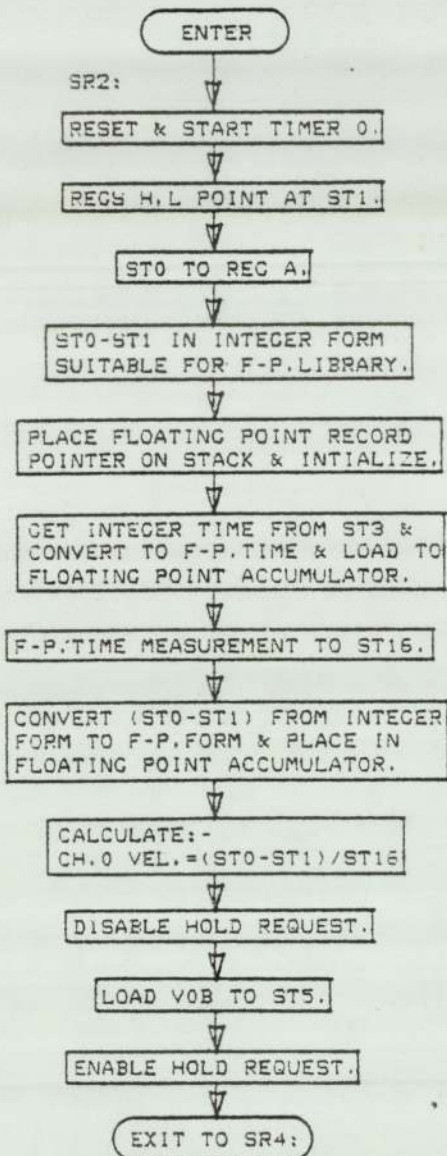 ENTER
SR2:
RESET & START TIMER 0.
REGS H,L POINT AT ST1.
ST0 TO REG A.
ST0-ST1 IN INTEGER FORM
SUITABLE FOR F-P.LIBRARY.
PLACE FLOATING POINT RECORD
POINTER ON STACK & INTIALIZE.
GET INTEGER TIME FROM ST3 &
CONVERT TO F-P.TIME & LOAD TO
FLOATING POINT ACCUMULATOR.
F-P.TIME MEASUREMENT TO ST16.
CONVERT (ST0-ST1) FROM INTEGER
FORM TO F-P.FORM & PLACE IN
FLOATING POINT ACCUMULATOR.
CALCULATE:-
CH.0 VEL.=(ST0-ST1)/ST16
DISABLE HOLD REQUEST.
LOAD V0B TO ST5.
ENABLE HOLD REQUEST.
EXIT TO SR4: